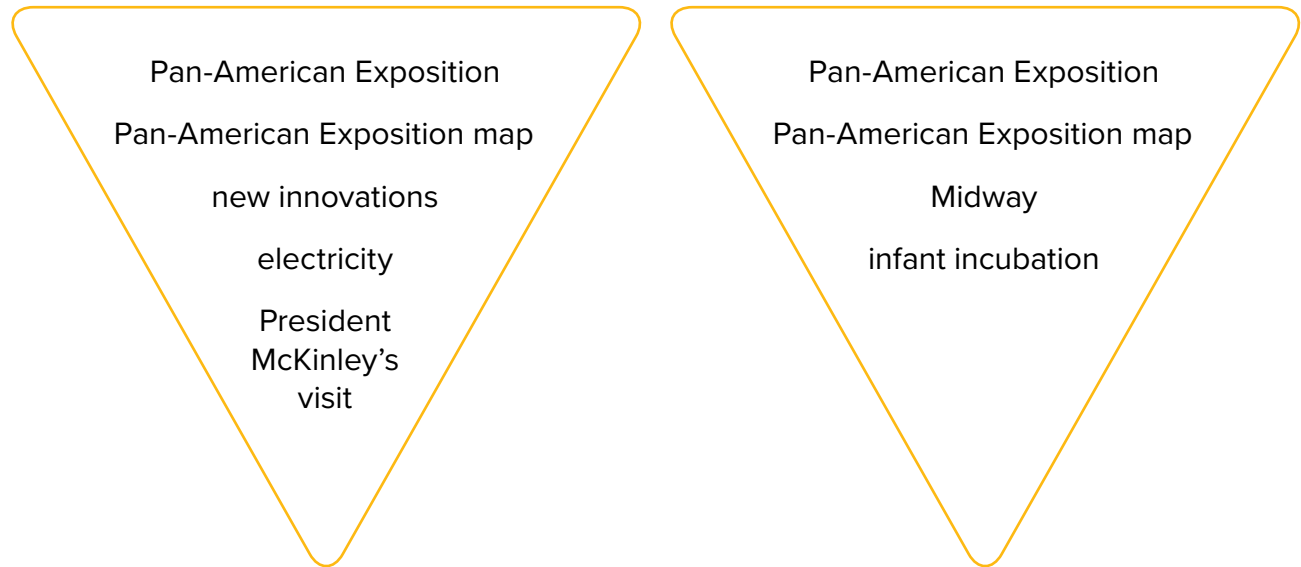 Pan-American Exposition
Pan-American Exposition map
new innovations
electricity
President
McKinley’s
visit
Pan-American Exposition
Pan-American Exposition map
Midway
infant incubation